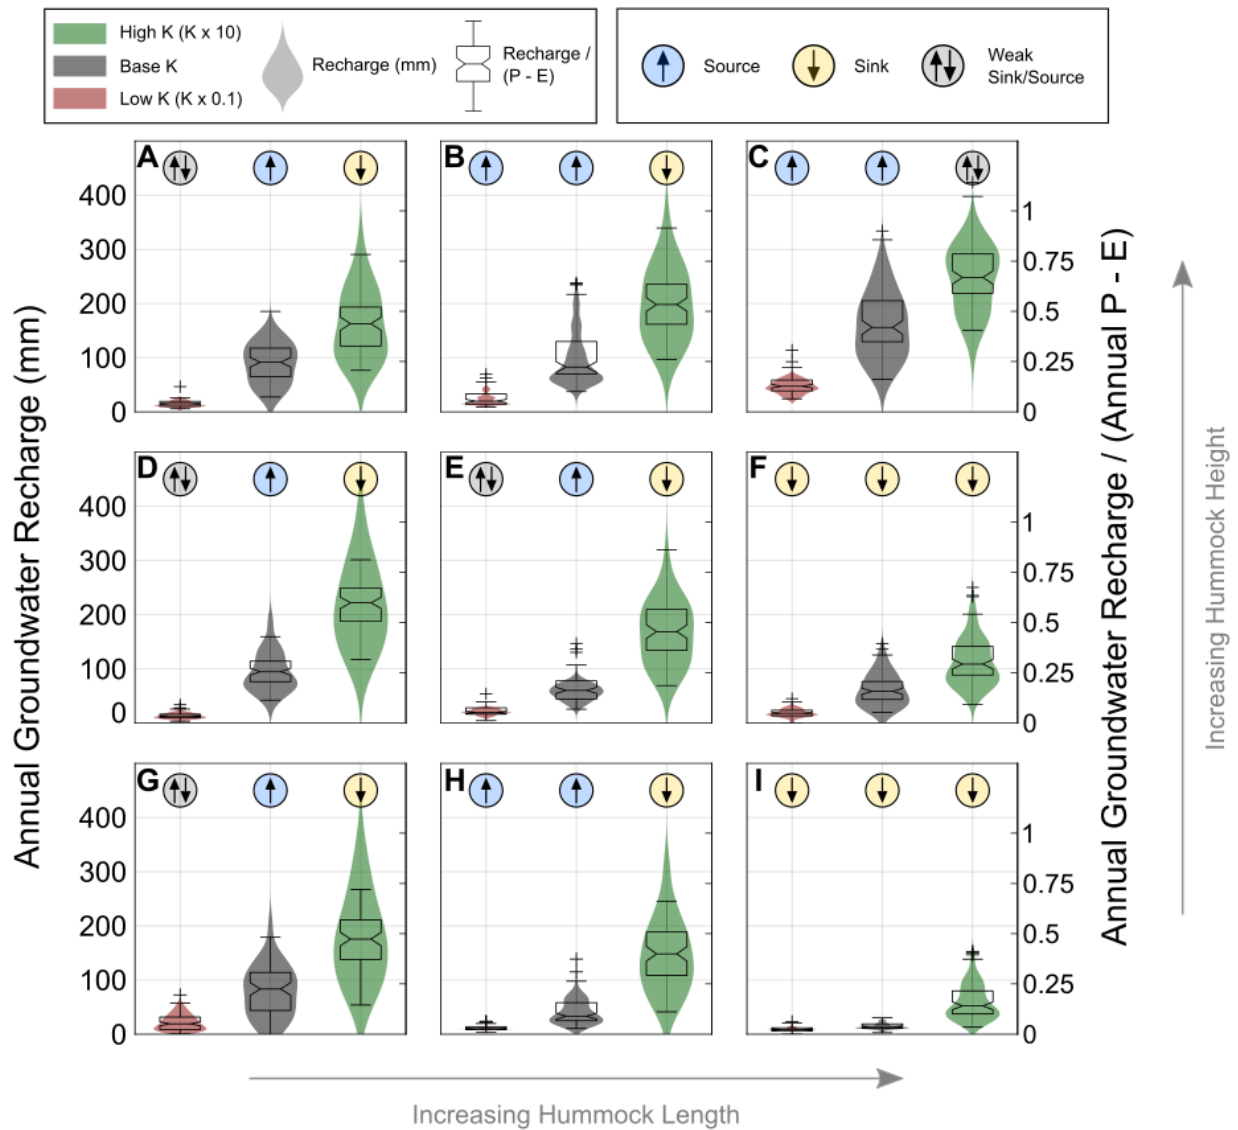 High K (K x 10)
Base K
Low K (K x 0.1)
Recharge (mm)
Recharge /
(P - E)
Source
Sink
Weak
Sink/Source
A
B
C
400
300
200
100
0
1
0.75
0.5
0.25
0
D
E
F
400
300
200
100
0
1
0.75
0.5
0.25
0
G
H
I
400
300
200
100
0
1
0.75
0.5
0.25
0
Annual Groundwater Recharge (mm)
Annual Groundwater Recharge / (Annual P - E)
Increasing Hummock Height
Increasing Hummock Length